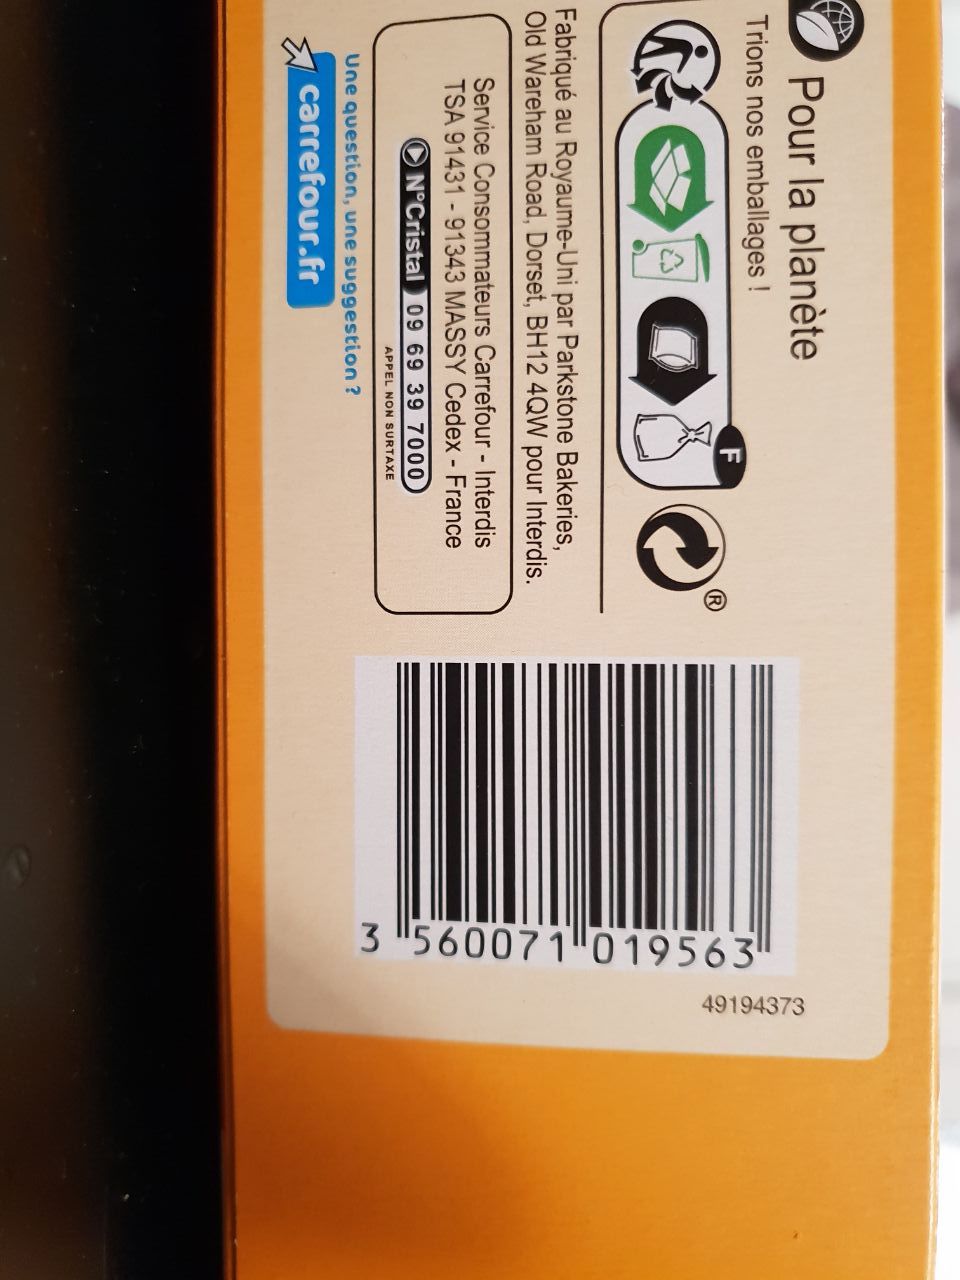 Pour la planète
Trions nos emballages !
F
®
Fabriqué au Royaume-Uni par Parkstone Bakeries,
Old Wareham Road, Dorset, BH12 4QW pour Interdis.
Service Consommateurs Carrefour - Interdis
TSA 91431 - 91343 MASSY Cedex - France
N°Cristal 09 69 39 7000
APPEL NON SURTAXE
Une question, une suggestion ?
carrefour.fr
3 560071 019563
49194373